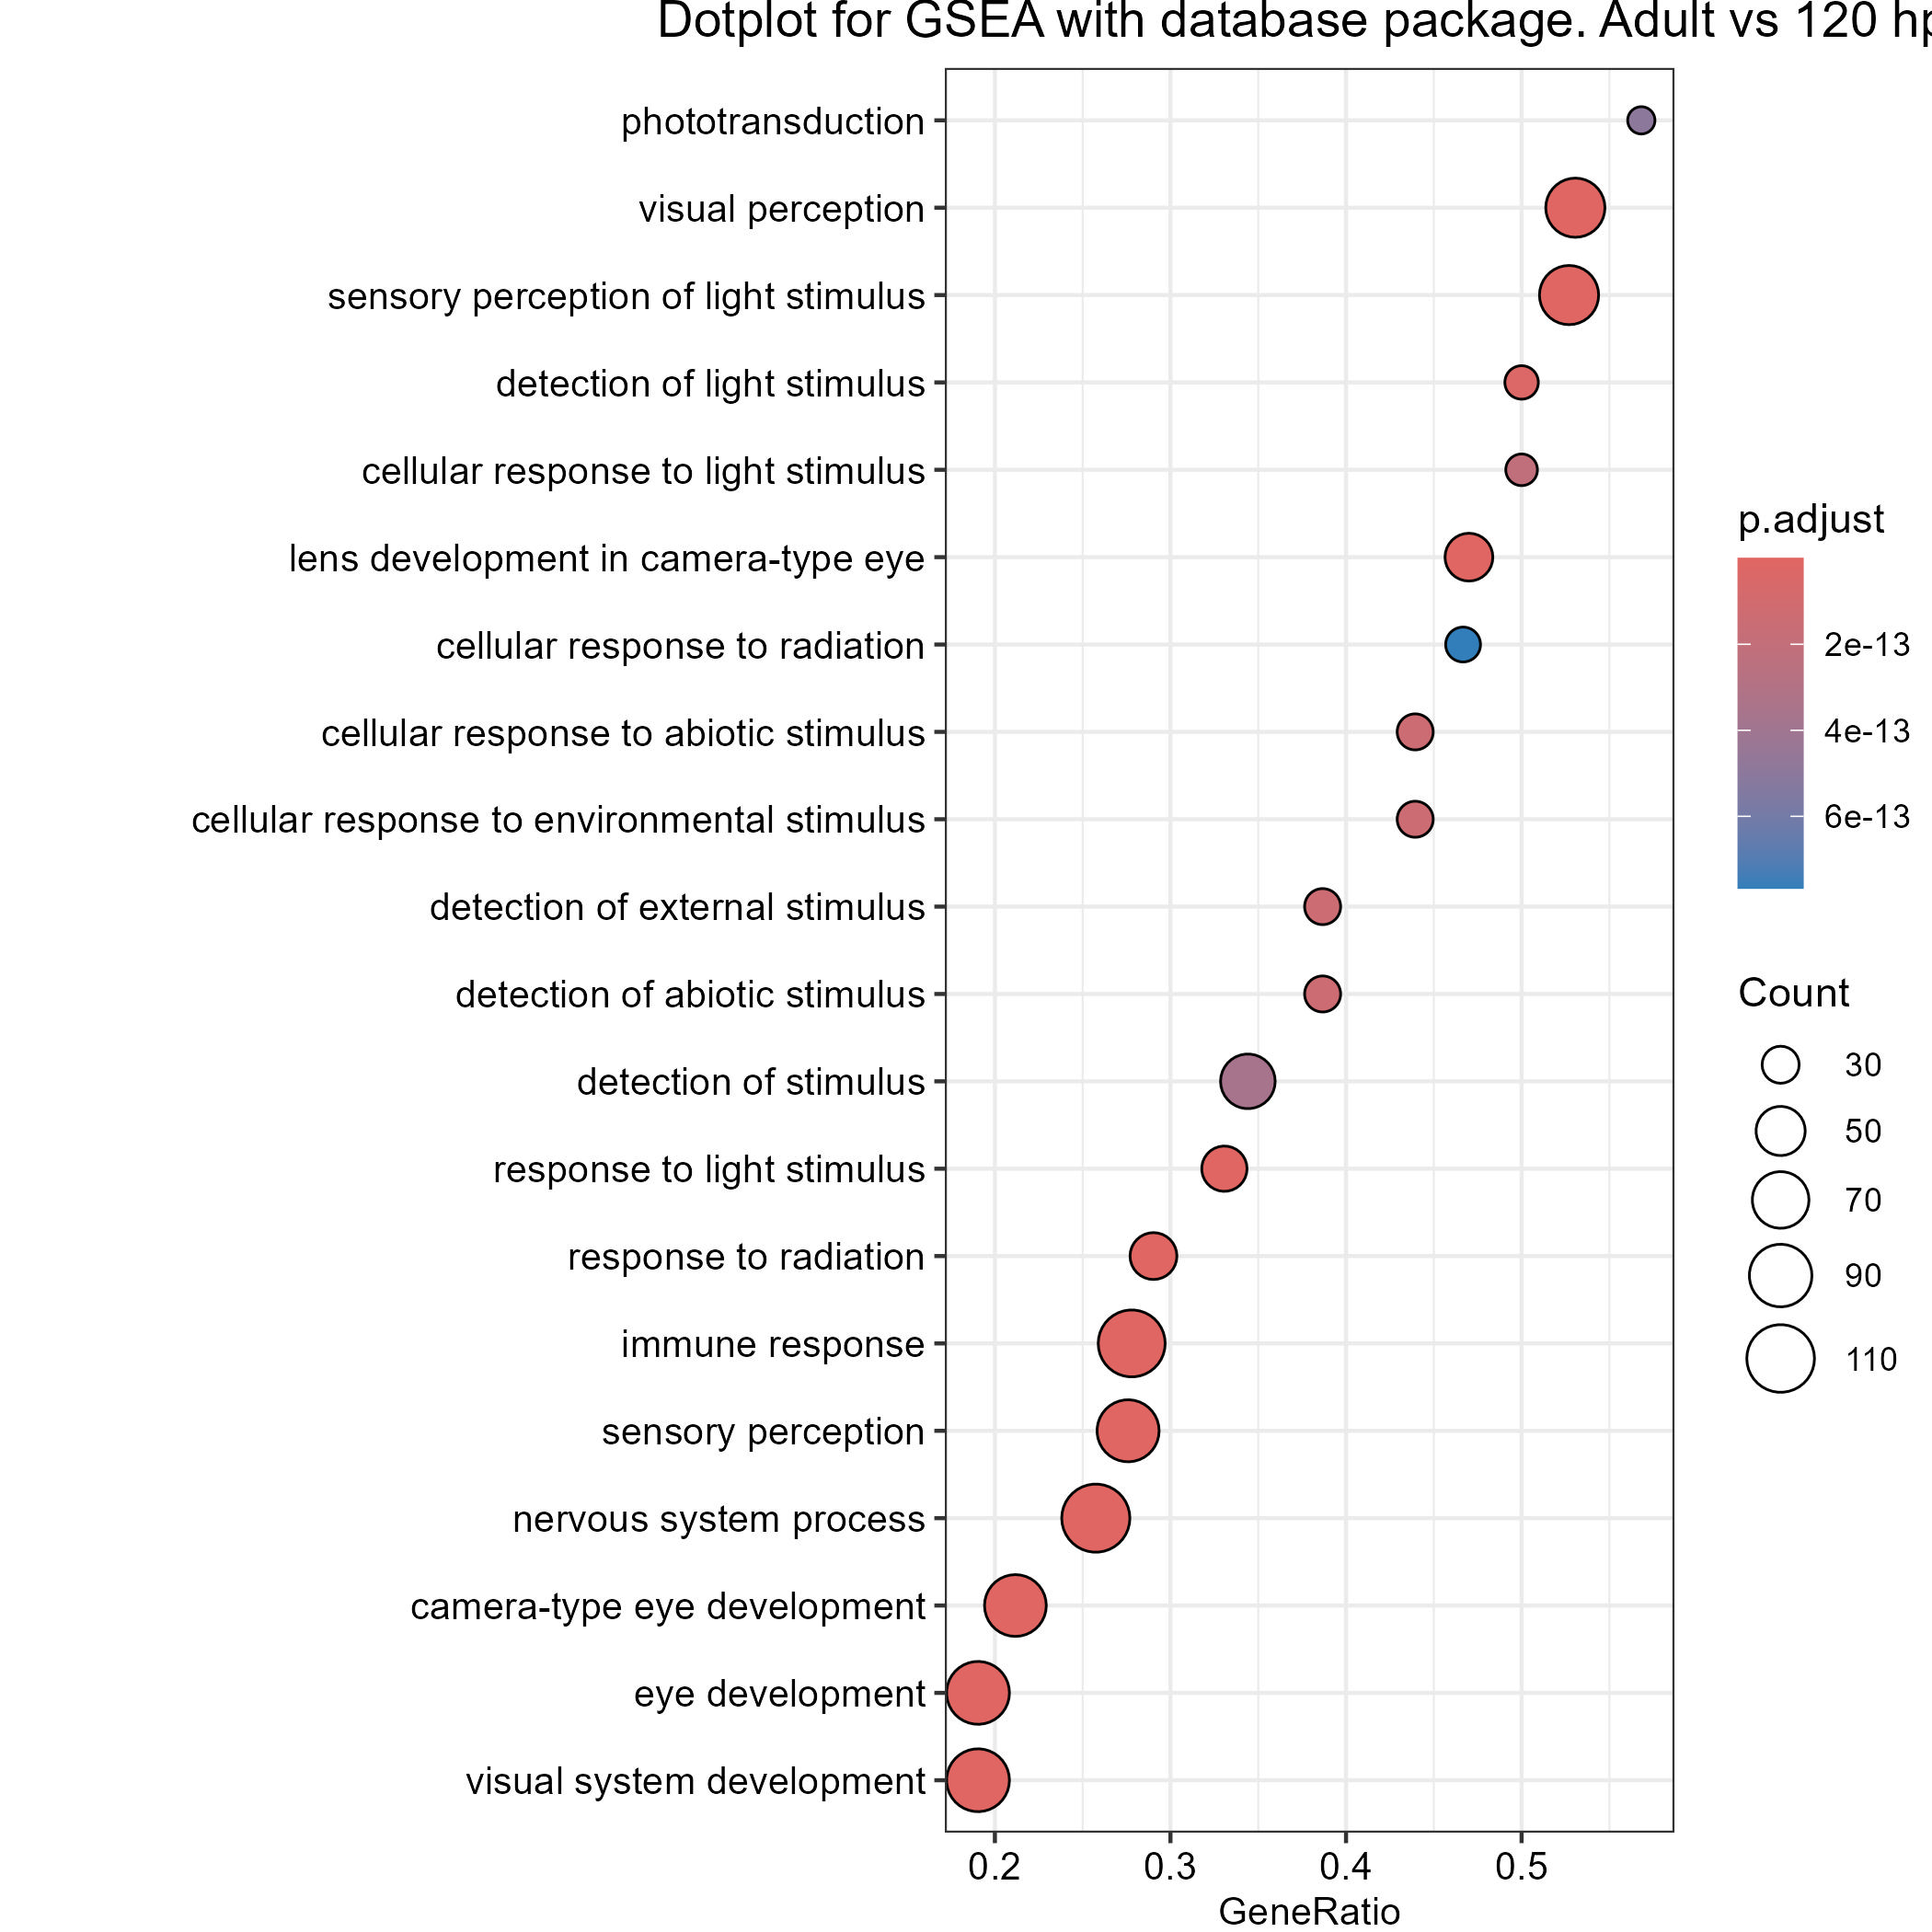 Dotplot for GSEA with database package. Adult vs 120
phototransduction
visual perception
sensory perception of light stimulus
detection of light stimulus
cellular response to light stimulus
lens development in camera-type eye
cellular response to radiation
cellular response to abiotic stimulus
cellular response to environmental stimulus
detection of external stimulus
detection of abiotic stimulus
detection of stimulus
response to light stimulus
response to radiation
immune response
sensory perception
nervous system process
camera-type eye development
eye development
visual system development
0.2 0.3 0.4 0.5
GeneRatio
p.adjust
2e-13
4e-13
6e-13
Count
30
50
70
90
110